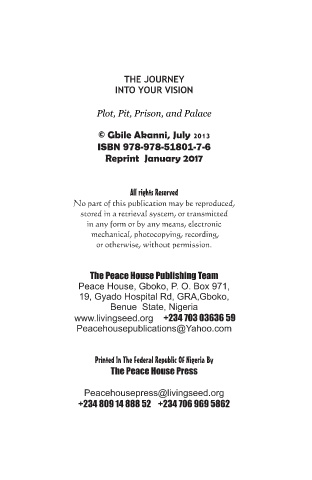 THE JOURNEY
INTO YOUR VISION
Plot, Pit, Prison, and Palace
© Gbile Akanni, July 2013
ISBN 978-978-51801-7-6
Reprint January 2017
All rights Reserved
No part of this publication may be reproduced,
stored in a retrieval system, or transmitted
in any form or by any means, electronic
mechanical, photocopying, recording,
or otherwise, without permission.
The Peace House Publishing Team
Peace House, Gboko, P. O. Box 971,
19, Gyado Hospital Rd, GRA,Gboko,
Benue State, Nigeria
www.livingseed.org +234 703 03636 59
Peacehousepublications@Yahoo.com
Printed In The Federal Republic Of Nigeria By
The Peace House Press
Peacehousepress@livingseed.org
+234 809 14 888 52 +234 706 969 5862